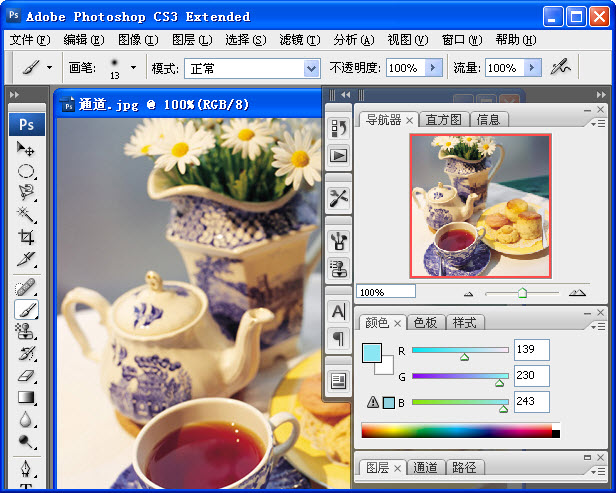 Ps Adobe Photoshop CS3 Extended
文件(F) 编辑(E) 图像(I) 图层(L) 选择(S) 滤镜(T) 分析(A) 视图(V) 窗口(W) 帮助(H)
画笔: 13 模式: 正常 不透明度: 100% 流量: 100%
Ps
通道.jpg @ 100%(RGB/8)
导航器 直方图 信息
100%
颜色 色板 样式
R 139
G 230
B 243
图层 通道 路径
A
T